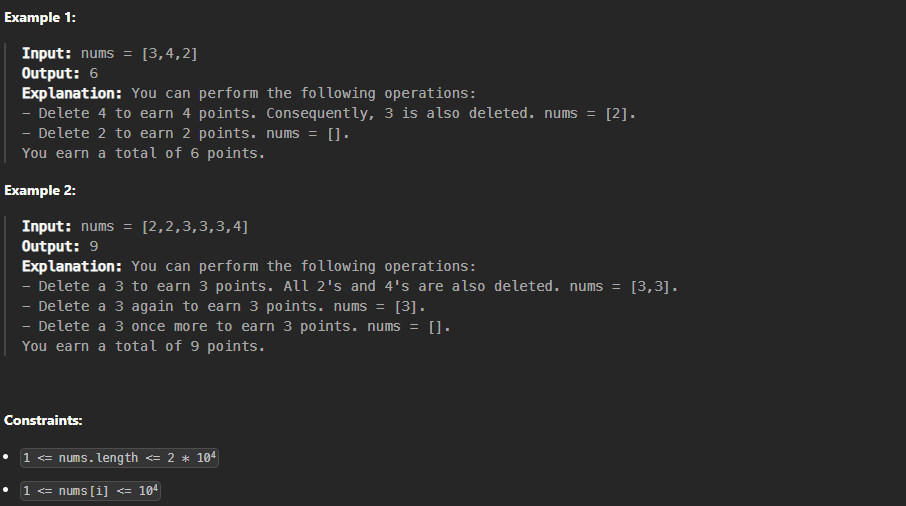 Example 1:
Input: nums = [3,4,2]
Output: 6
Explanation: You can perform the following operations:
- Delete 4 to earn 4 points. Consequently, 3 is also deleted. nums = [2].
- Delete 2 to earn 2 points. nums = [].
You earn a total of 6 points.
Example 2:
Input: nums = [2,2,3,3,3,4]
Output: 9
Explanation: You can perform the following operations:
- Delete a 3 to earn 3 points. All 2's and 4's are also deleted. nums = [3,3].
- Delete a 3 again to earn 3 points. nums = [3].
- Delete a 3 once more to earn 3 points. nums = [].
You earn a total of 9 points.
Constraints:
• 1 <= nums.length <= 2 * 10⁴
• 1 <= nums[i] <= 10⁴